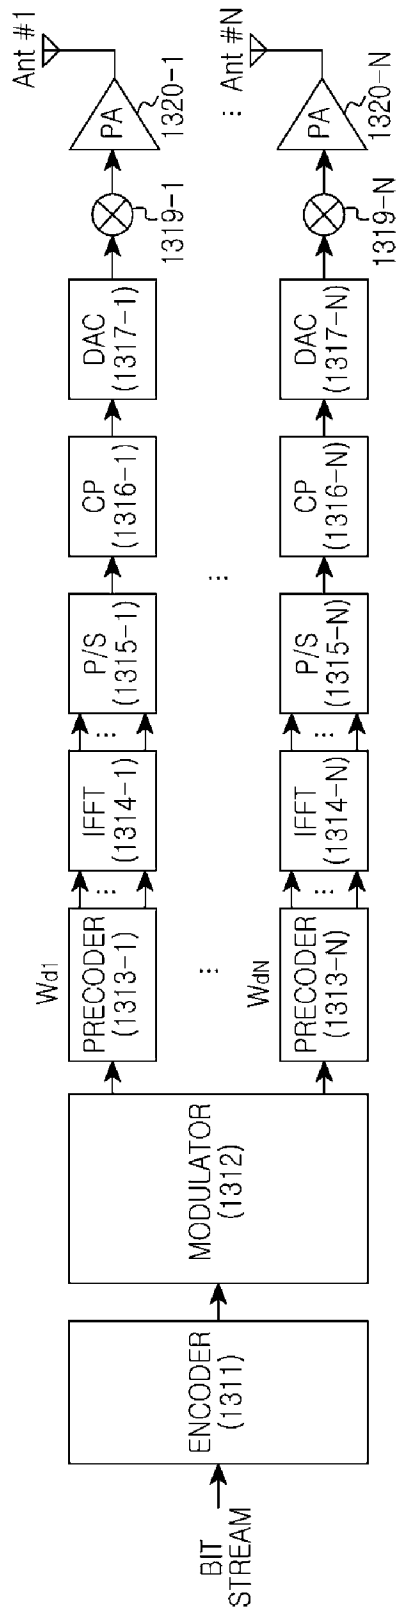 BIT
STREAM
ENCODER
(1311)
MODULATOR
(1312)
Wd1
PRECODER
(1313-1)
...
IFFT
(1314-1)
...
P/S
(1315-1)
CP
(1316-1)
DAC
(1317-1)
1319-1
PA
1320-1
Ant #1
...
...
...
WdN
PRECODER
(1313-N)
...
IFFT
(1314-N)
...
P/S
(1315-N)
CP
(1316-N)
DAC
(1317-N)
1319-N
PA
1320-N
Ant #N